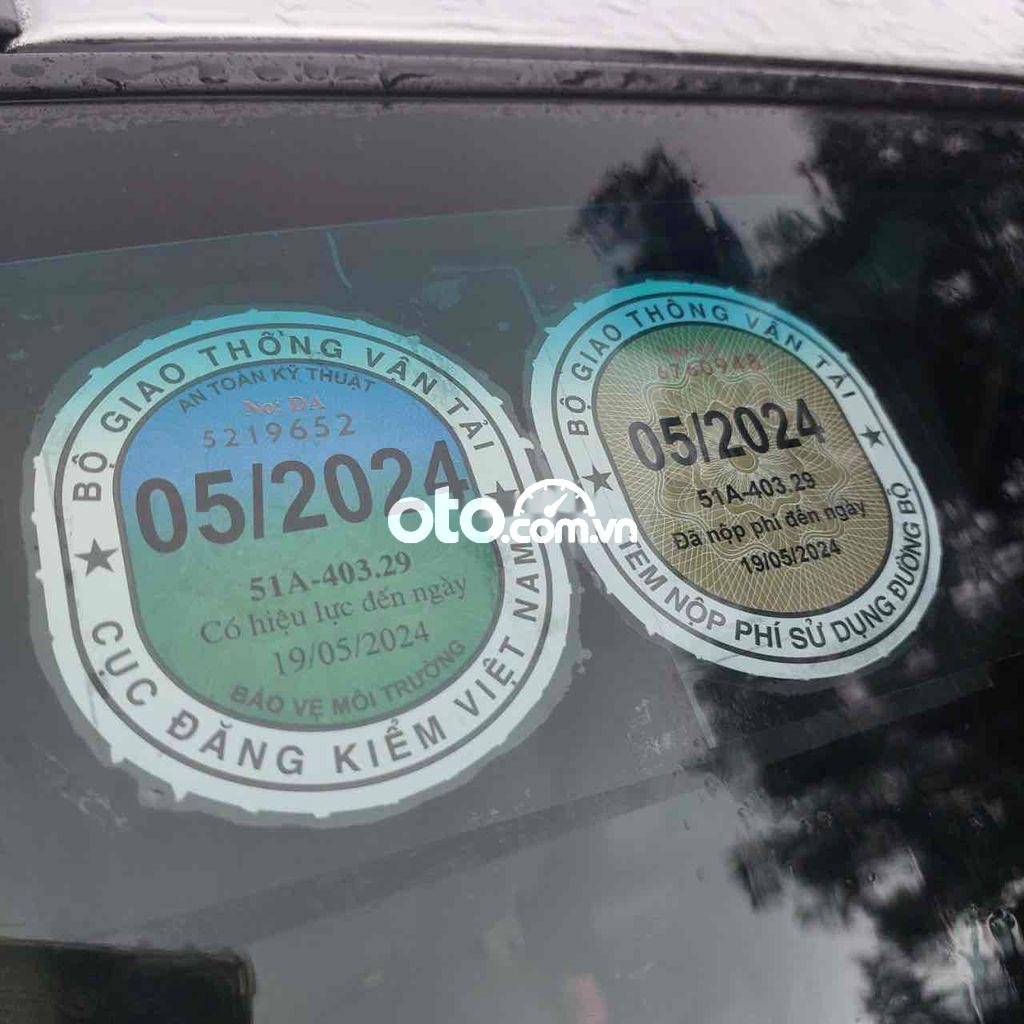 BỘ GIAO THÔNG VẬN TẢI
AN TOÀN KỸ THUẬT
No: DA
5219652
05/2024
51A-403.29
Có hiệu lực đến ngày
19/05/2024
BẢO VỆ MÔI TRƯỜNG
CỤC ĐĂNG KIỂM VIỆT NAM
oto.com.vn
BỘ GIAO THÔNG VẬN TẢI
6760948
05/2024
51A-403.29
Đã nộp phí đến ngày
19/05/2024
TEM NỘP PHÍ SỬ DỤNG ĐƯỜNG BỘ